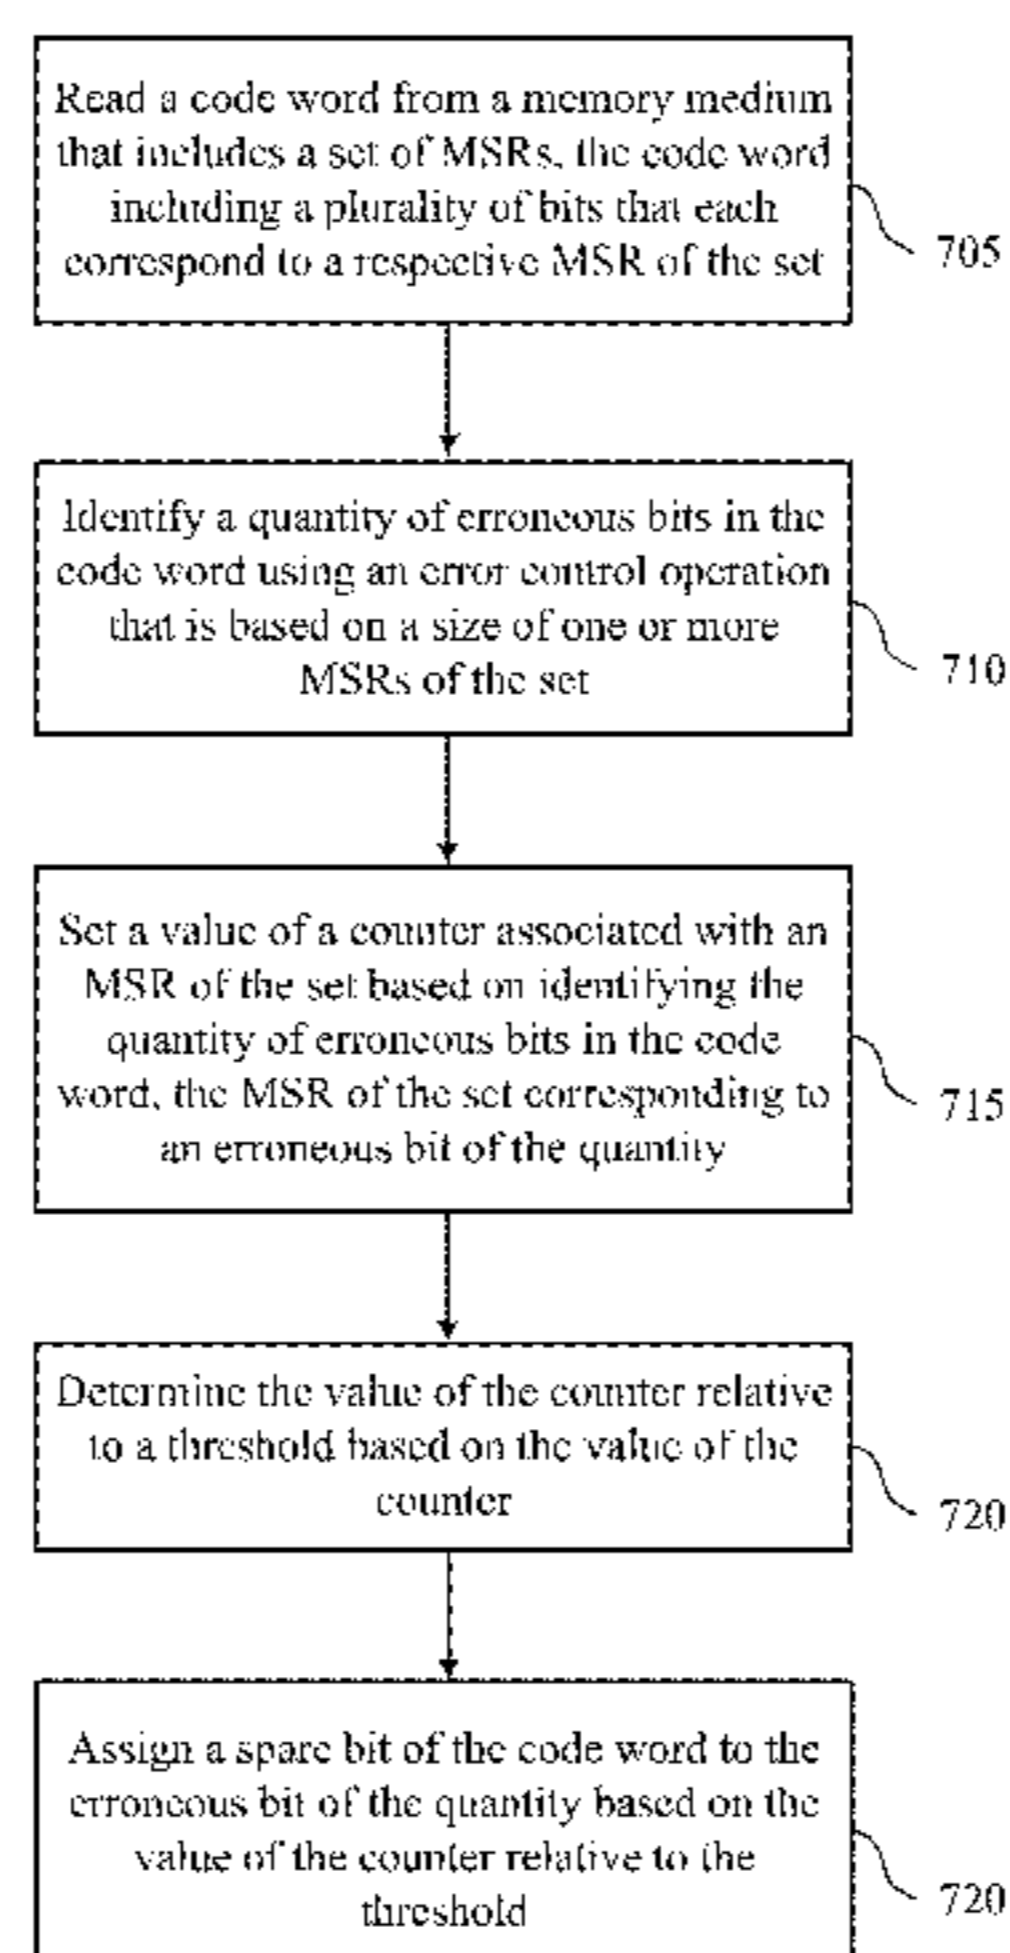 Read a code word from a memory medium
that includes a set of MSRs, the code word
including a plurality of bits that each
correspond to a respective MSR of the set
705
Identify a quantity of erroneous bits in the
code word using an error control operation
that is based on a size of one or more
MSRs of the set
710
Set a value of a counter associated with an
MSR of the set based on identifying the
quantity of erroneous bits in the code
word, the MSR of the set corresponding to
an erroneous bit of the quantity
715
Determine the value of the counter relative
to a threshold based on the value of the
counter
720
Assign a spare bit of the code word to the
erroneous bit of the quantity based on the
value of the counter relative to the
threshold
720